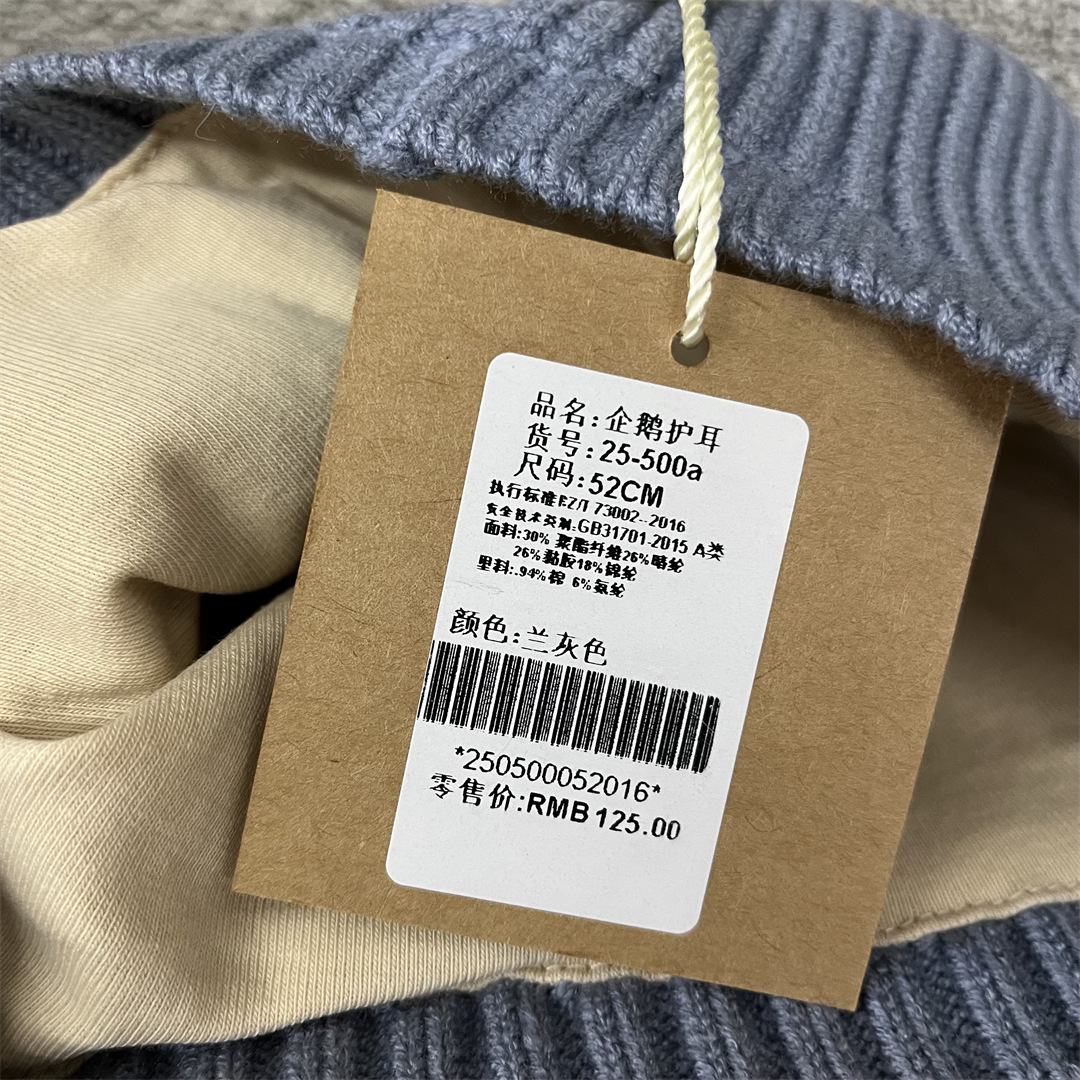 品名:企鹅护耳
货号:25-500a
尺码:52CM
执行标准FZ/T 73002--2016
安全技术类别:GB31701-2015 A类
面料:30% 聚酯纤维26%腈纶
26%黏胶18%锦纶
里料:.94%棉 6%氨纶
颜色:兰灰色
*250500052016*
零售价:RMB 125.00